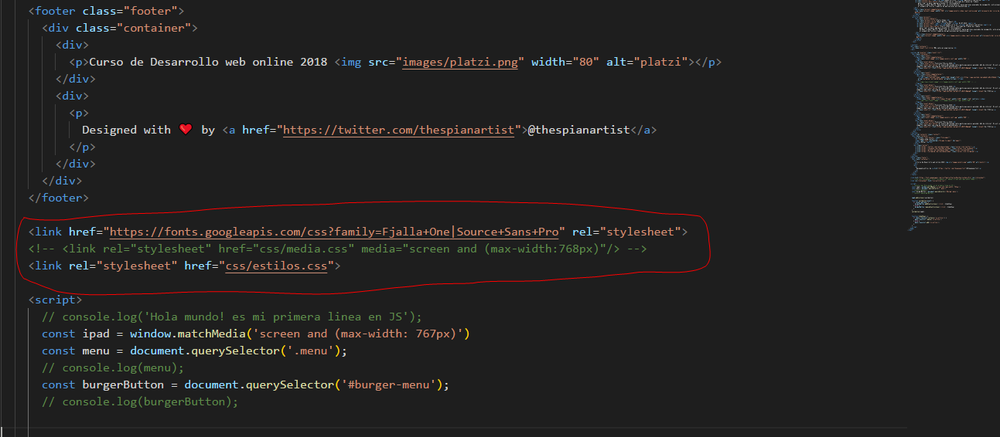 <footer class="footer">
<div class="container">
<div>
<p>Curso de Desarrollo web online 2018 <img src="images/platzi.png" width="80" alt="platzi"></p>
</div>
<div>
<p>
Designed with ❤️ by <a href="https://twitter.com/thespianartist">@thespianartist</a>
</p>
</div>
</div>
</footer>
<link href="https://fonts.googleapis.com/css?family=Fjalla+One|Source+Sans+Pro" rel="stylesheet">
<!-- <link rel="stylesheet" href="css/media.css" media="screen and (max-width:768px)"/> -->
<link rel="stylesheet" href="css/estilos.css">
<script>
// console.log('Hola mundo! es mi primera linea en JS');
const ipad = window.matchMedia('screen and (max-width: 767px)')
const menu = document.querySelector('.menu');
// console.log(menu);
const burgerButton = document.querySelector('#burger-menu');
// console.log(burgerButton);